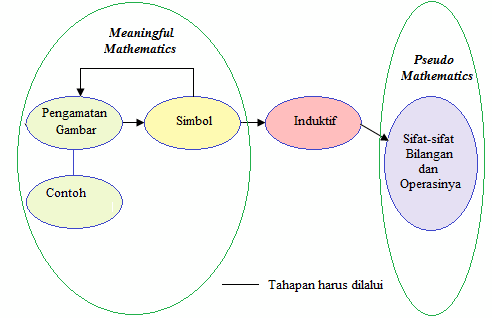 Meaningful
Mathematics
Pseudo
Mathematics
Pengamatan
Gambar
Simbol
Induktif
Sifat-sifat
Bilangan
dan
Operasinya
Contoh
Tahapan harus dilalui